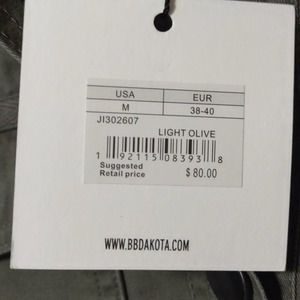 USA EUR
M 38-40
JI302607
LIGHT OLIVE
1 92115 08393 8
Suggested
Retail price $ 80.00
WWW.BBDAKOTA.COM